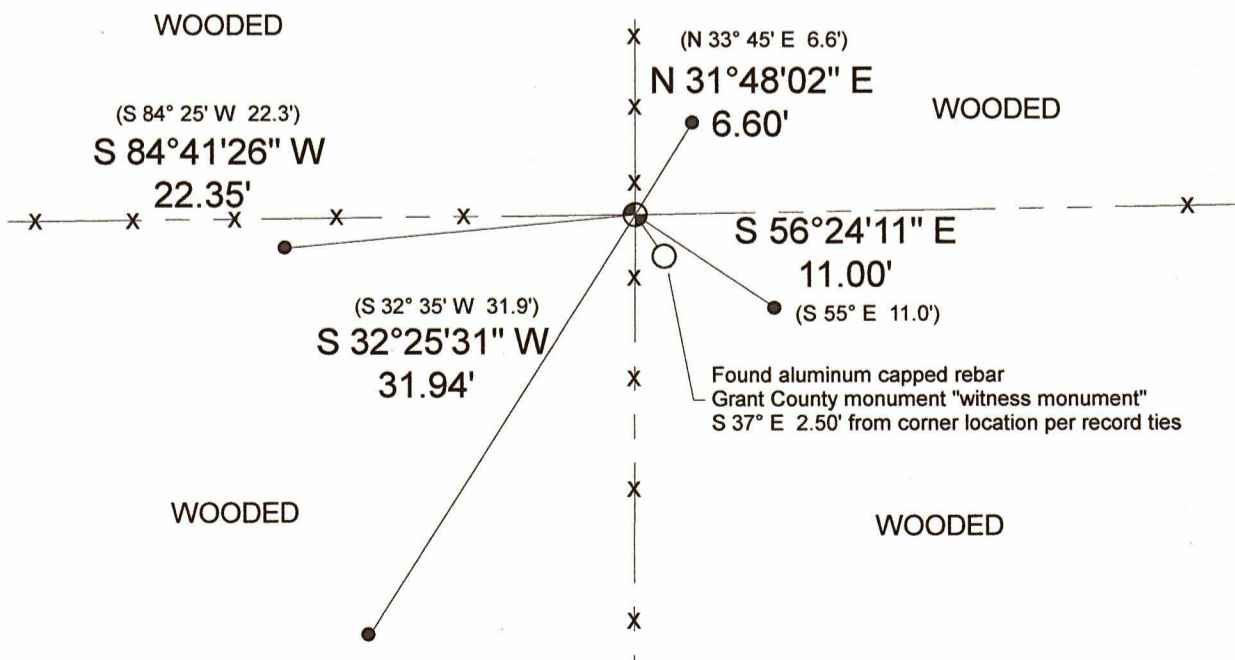 WOODED
(N 33° 45' E 6.6')
N 31°48'02" E
6.60'
WOODED
(S 84° 25' W 22.3')
S 84°41'26" W
22.35'
S 56°24'11" E
11.00'
(S 55° E 11.0')
(S 32° 35' W 31.9')
S 32°25'31" W
31.94'
Found aluminum capped rebar
Grant County monument "witness monument"
S 37° E 2.50' from corner location per record ties
WOODED
WOODED